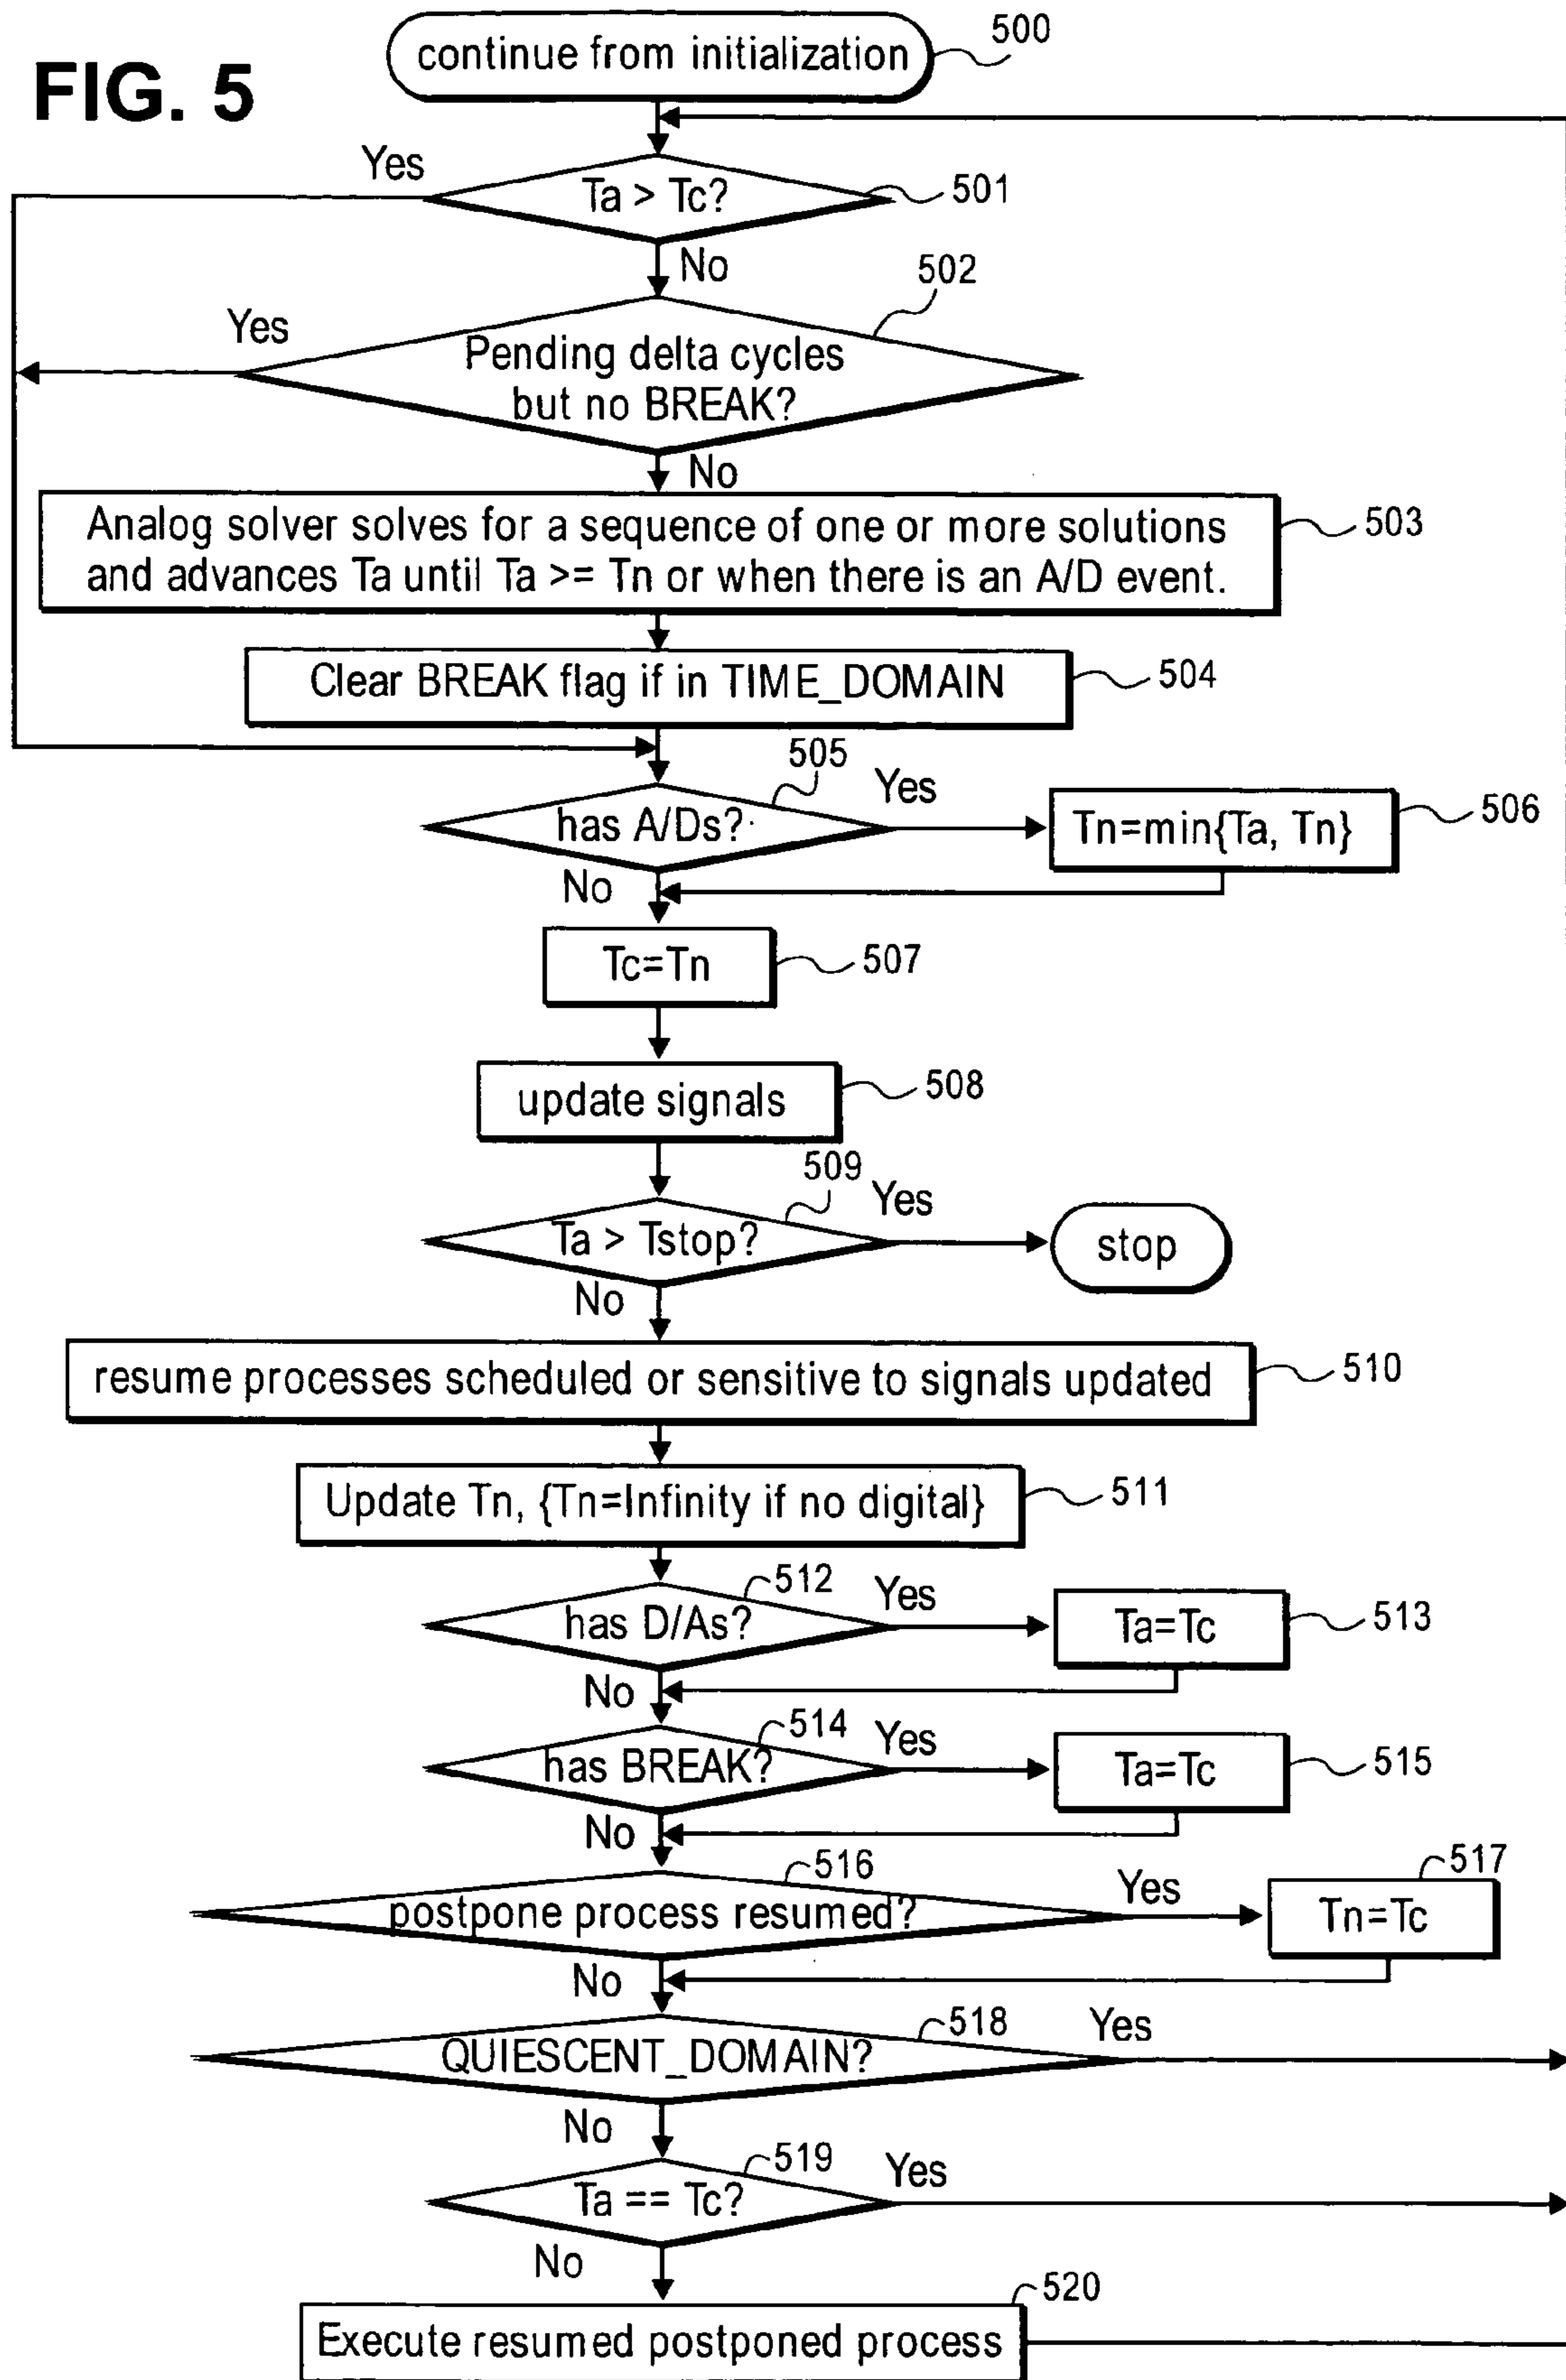 FIG. 5
continue from initialization
500
Yes
Ta > Tc?
501
No
502
Yes
Pending delta cycles
but no BREAK?
No
Analog solver solves for a sequence of one or more solutions
and advances Ta until Ta >= Tn or when there is an A/D event.
503
Clear BREAK flag if in TIME_DOMAIN
504
505
Yes
has A/Ds?
Tn=min{Ta, Tn}
506
No
Tc=Tn
507
update signals
508
509
Yes
Ta > Tstop?
stop
No
resume processes scheduled or sensitive to signals updated
510
Update Tn, {Tn=Infinity if no digital}
511
512
Yes
has D/As?
Ta=Tc
513
No
514
Yes
has BREAK?
Ta=Tc
515
No
516
Yes
517
postpone process resumed?
Tn=Tc
No
518
Yes
QUIESCENT_DOMAIN?
No
519
Yes
Ta == Tc?
No
520
Execute resumed postponed process